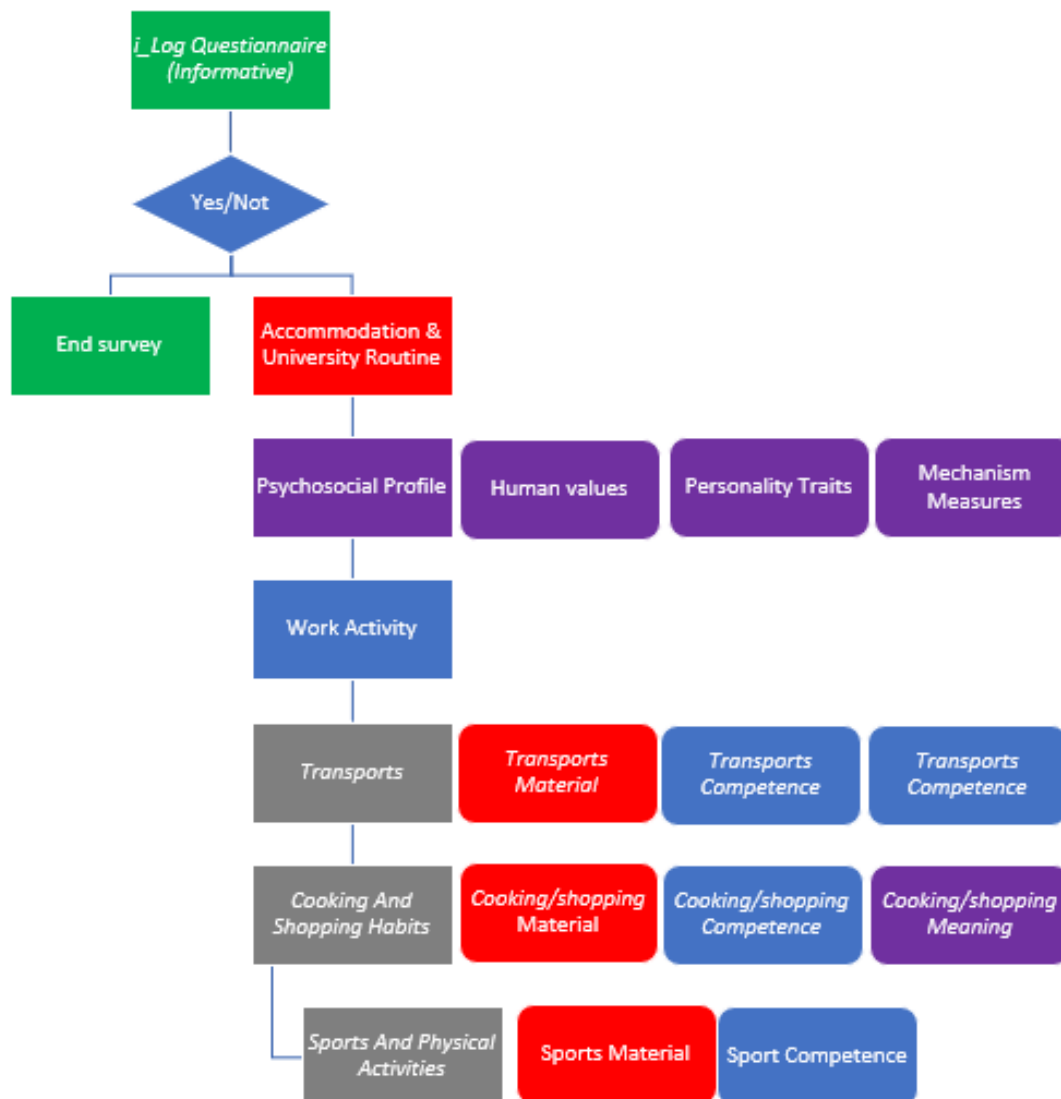 i_Log Questionnaire
(Informative)
Yes/Not
End survey
Accommodation &
University Routine
Psychosocial Profile
Human values
Personality Traits
Mechanism
Measures
Work Activity
Transports
Transports
Material
Transports
Competence
Transports
Competence
Cooking And
Shopping Habits
Cooking/shopping
Material
Cooking/shopping
Competence
Cooking/shopping
Meaning
Sports And Physical
Activities
Sports Material
Sport Competence